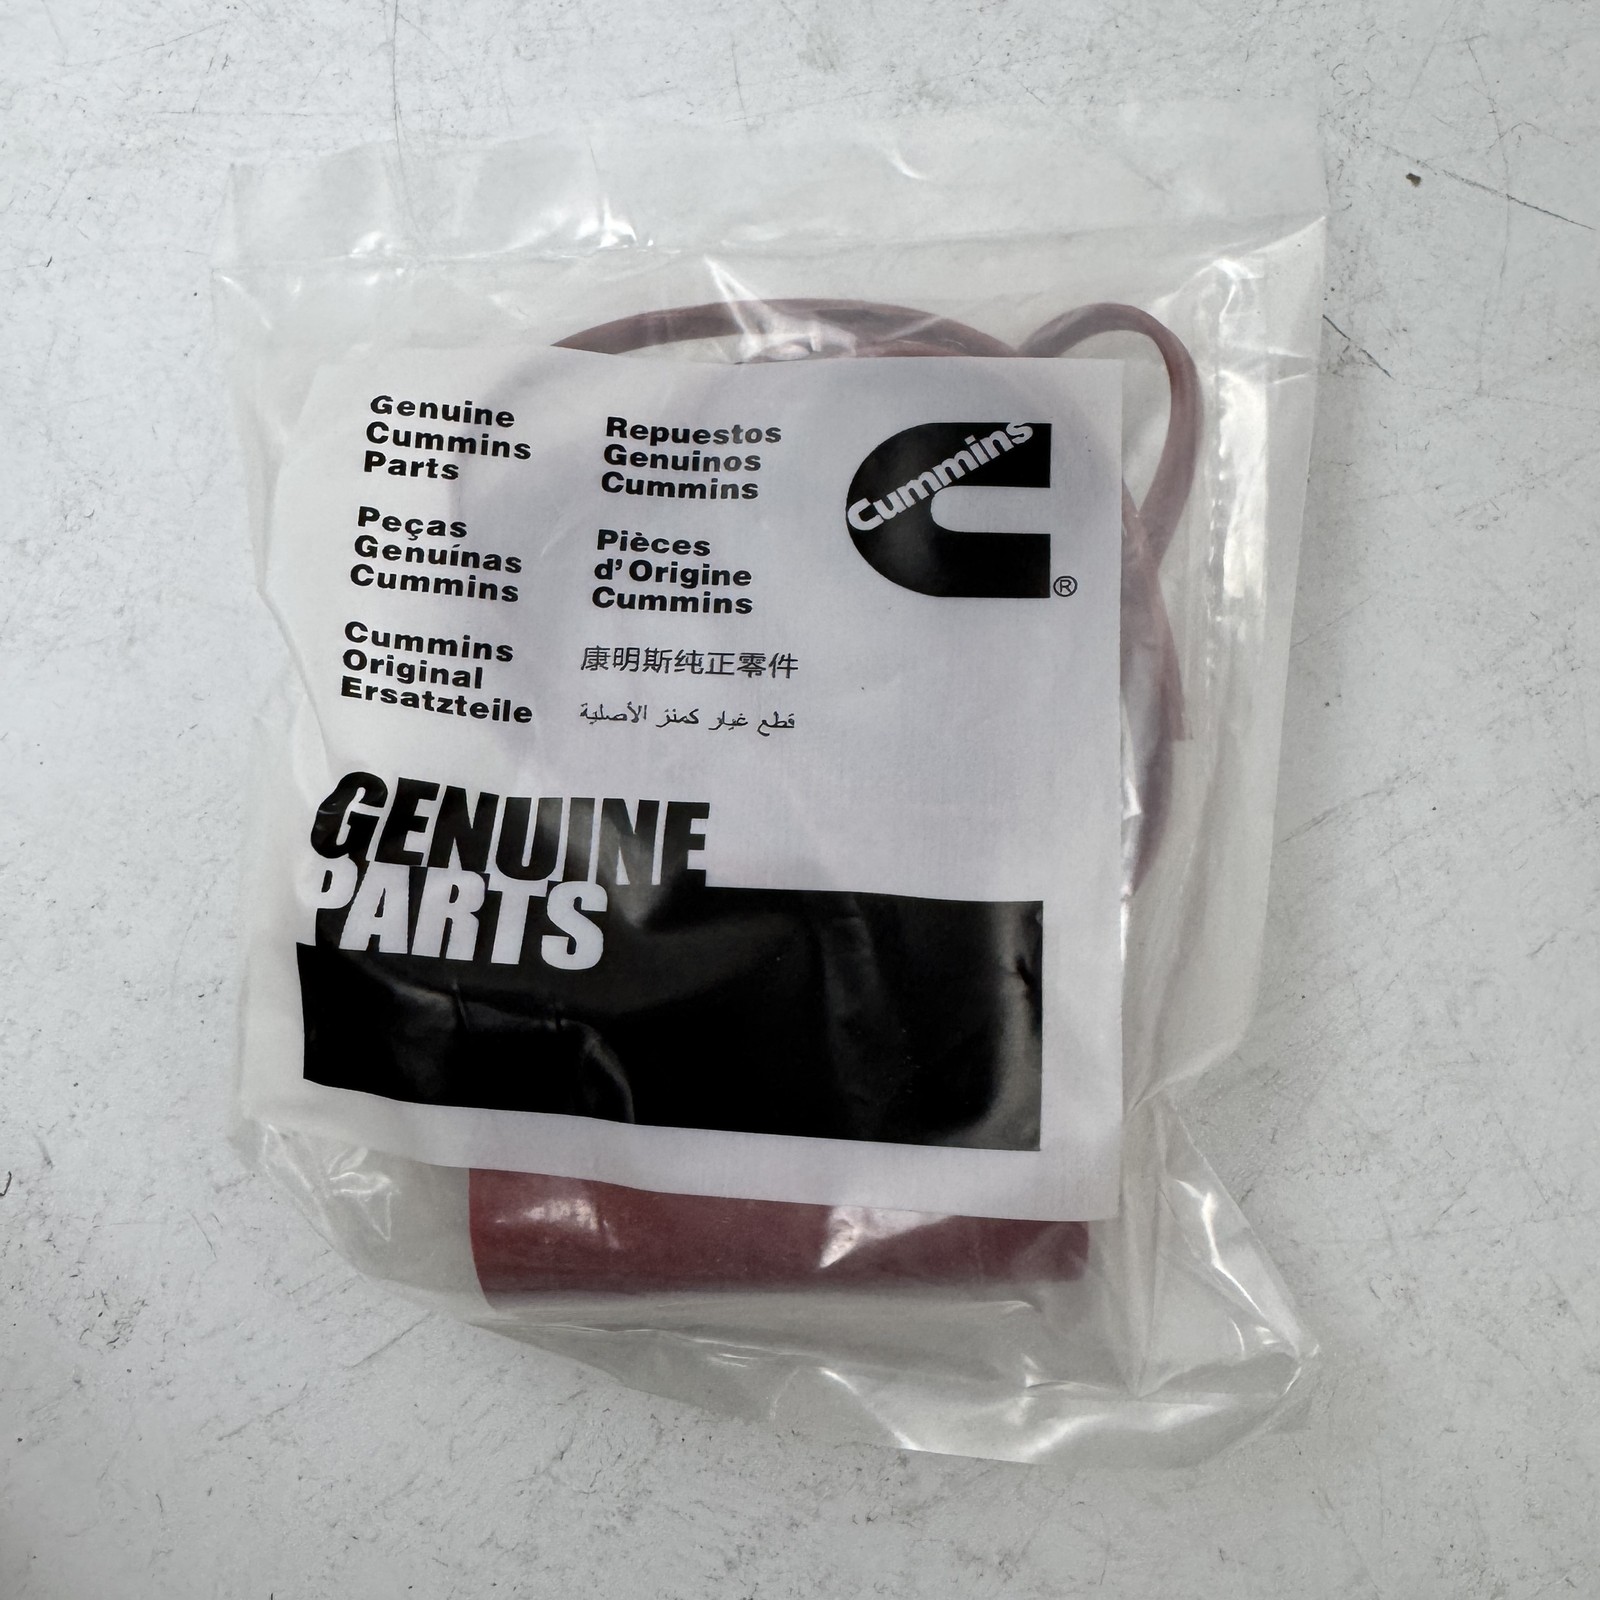 Genuine
Cummins
Parts
Peças
Genuínas
Cummins
Cummins
Original
Ersatzteile
Repuestos
Genuinos
Cummins
Pièces
d' Origine
Cummins
康明斯纯正零件
قطع غيار كمنز الأصلية
Cummins
®
GENUINE
PARTS